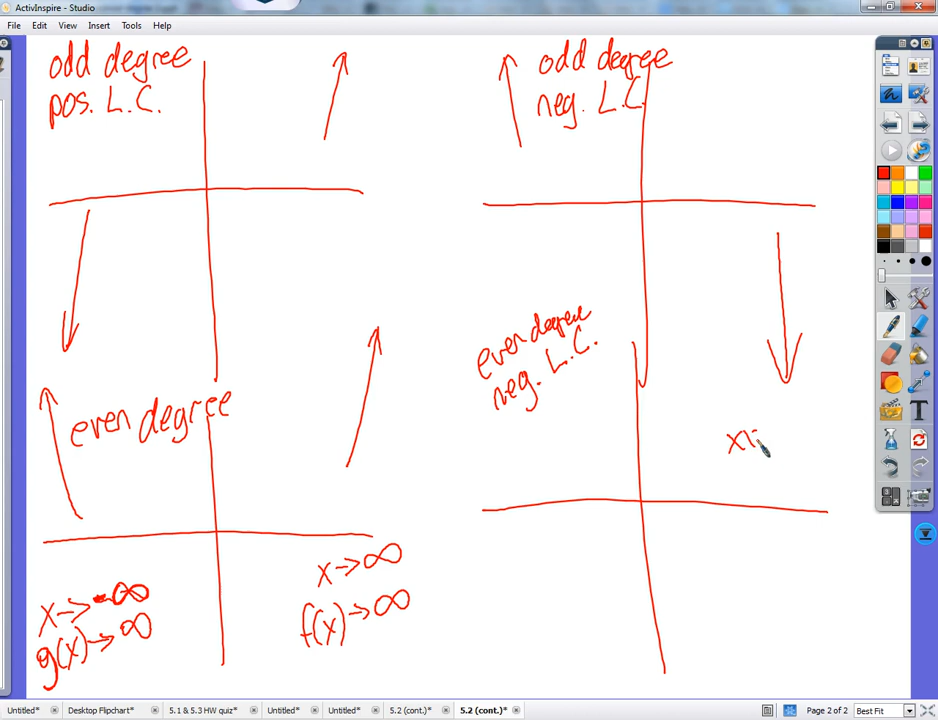 ActivInspire - Studio
File Edit View Insert Tools Help
odd degree
pos. L.C.
odd degree
neg. L.C.
even degree
neg. L.C.
even degree
x→-∞
g(x)→∞
x→∞
f(x)→∞
x
Untitled* Desktop Flipchart* 5.1 & 5.3 HW quiz* Untitled* Untitled* 5.2 (cont.)* 5.2 (cont.)* Page 2 of 2 Best Fit